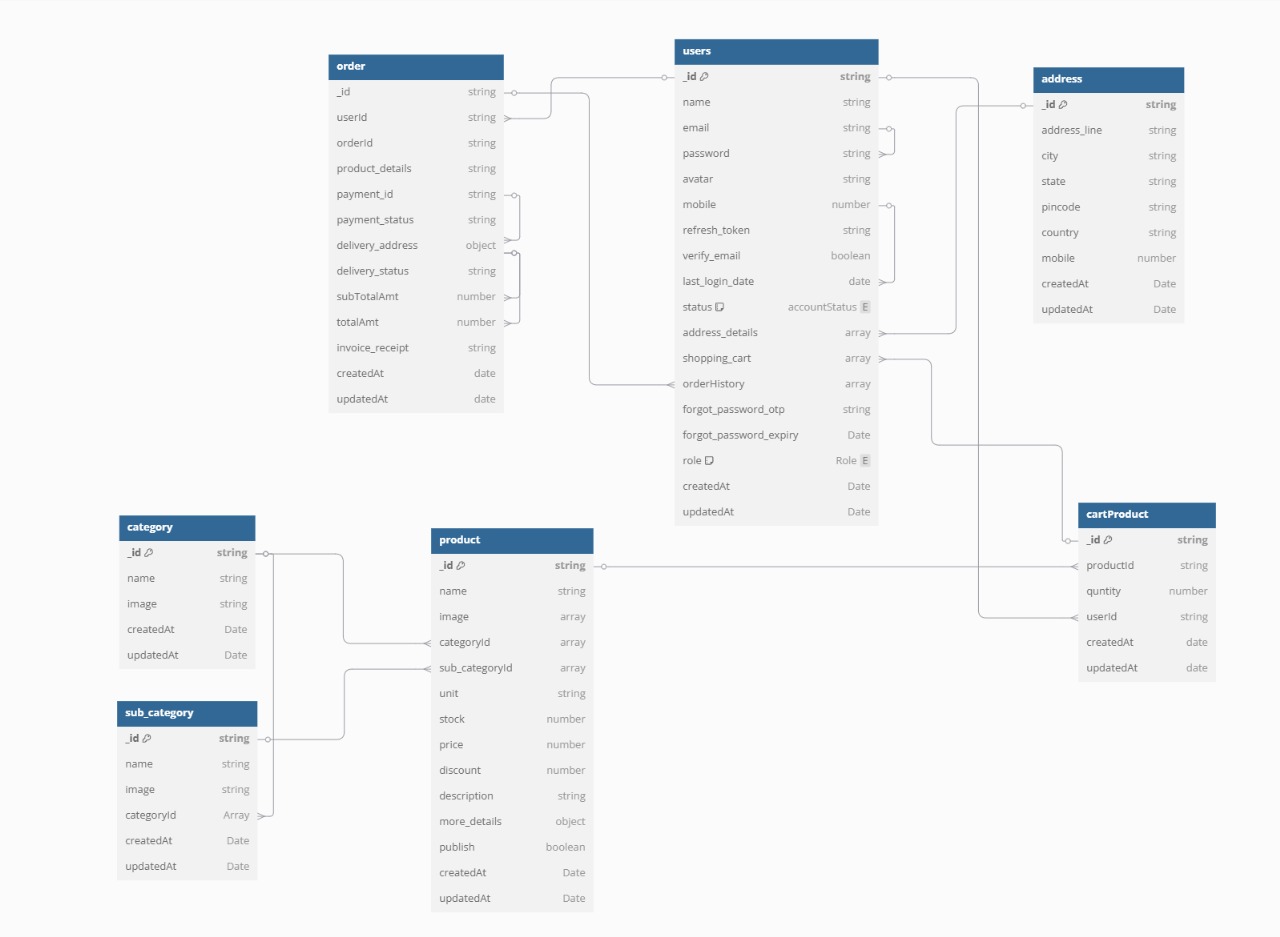 order
_id string
userId string
orderId string
product_details string
payment_id string
payment_status string
delivery_address object
delivery_status string
subTotalAmt number
totalAmt number
invoice_receipt string
createdAt date
updatedAt date
users
_id string
name string
email string
password string
avatar string
mobile number
refresh_token string
verify_email boolean
last_login_date date
status accountStatus E
address_details array
shopping_cart array
orderHistory array
forgot_password_otp string
forgot_password_expiry Date
role Role E
createdAt Date
updatedAt Date
address
_id string
address_line string
city string
state string
pincode string
country string
mobile number
createdAt Date
updatedAt Date
category
_id string
name string
image string
createdAt Date
updatedAt Date
sub_category
_id string
name string
image string
categoryId Array
createdAt Date
updatedAt Date
product
_id string
name string
image array
categoryId array
sub_categoryId array
unit string
stock number
price number
discount number
description string
more_details object
publish boolean
createdAt Date
updatedAt Date
cartProduct
_id string
productId string
quntity number
userId string
createdAt date
updatedAt date